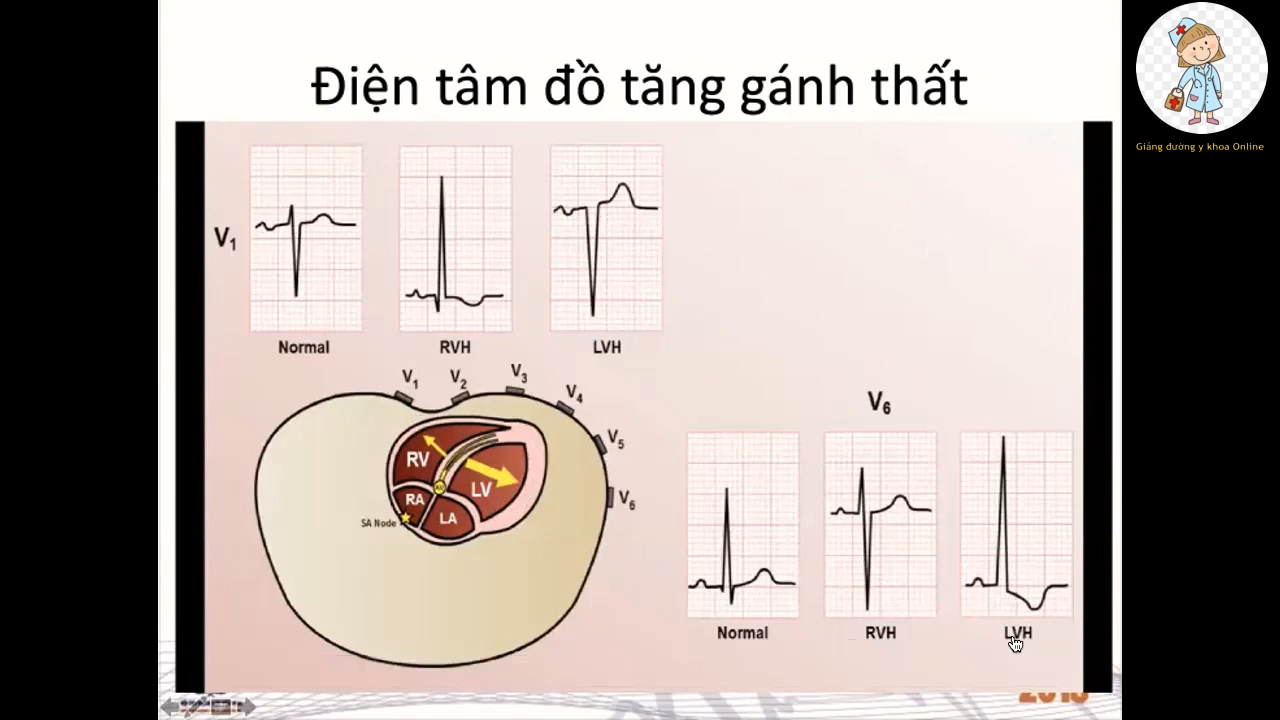 Điện tâm đồ tăng gánh thất
Giảng đường y khoa Online
V1
Normal
RVH
LVH
V1
V2
V3
V4
V5
V6
RV
LV
RA
LA
AV
SA Node
V6
Normal
RVH
LVH